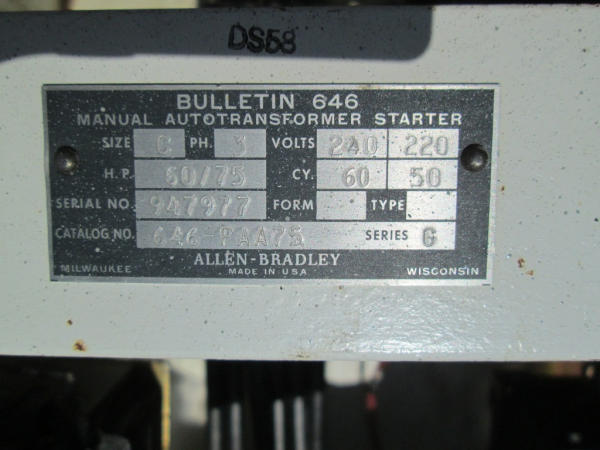 DS58
BULLETIN 646
MANUAL AUTOTRANSFORMER STARTER
SIZE C PH. 3 VOLTS 240 220
H.P. 60/75 CY. 60 50
SERIAL NO. 947977 FORM TYPE
CATALOG NO. 646-PAA75 SERIES G
ALLEN-BRADLEY
MILWAUKEE MADE IN U.S.A. WISCONSIN